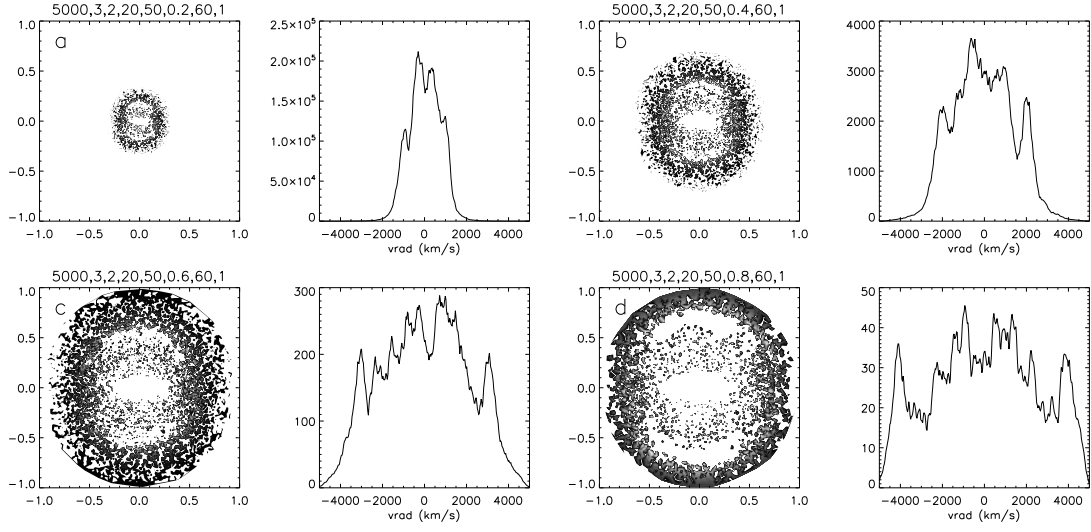 5000,3,2,20,50,0.2,60,1
5000,3,2,20,50,0.4,60,1
a
1.0
0.5
0.0
−0.5
−1.0
−1.0 −0.5 0.0 0.5 1.0
2.5×10⁵
2.0×10⁵
1.5×10⁵
1.0×10⁵
5.0×10⁴
0
−4000 −2000 0 2000 4000
vrad (km/s)
b
1.0
0.5
0.0
−0.5
−1.0
−1.0 −0.5 0.0 0.5 1.0
4000
3000
2000
1000
0
−4000 −2000 0 2000 4000
vrad (km/s)
5000,3,2,20,50,0.6,60,1
5000,3,2,20,50,0.8,60,1
c
1.0
0.5
0.0
−0.5
−1.0
−1.0 −0.5 0.0 0.5 1.0
300
200
100
0
−4000 −2000 0 2000 4000
vrad (km/s)
d
1.0
0.5
0.0
−0.5
−1.0
−1.0 −0.5 0.0 0.5 1.0
50
40
30
20
10
0
−4000 −2000 0 2000 4000
vrad (km/s)